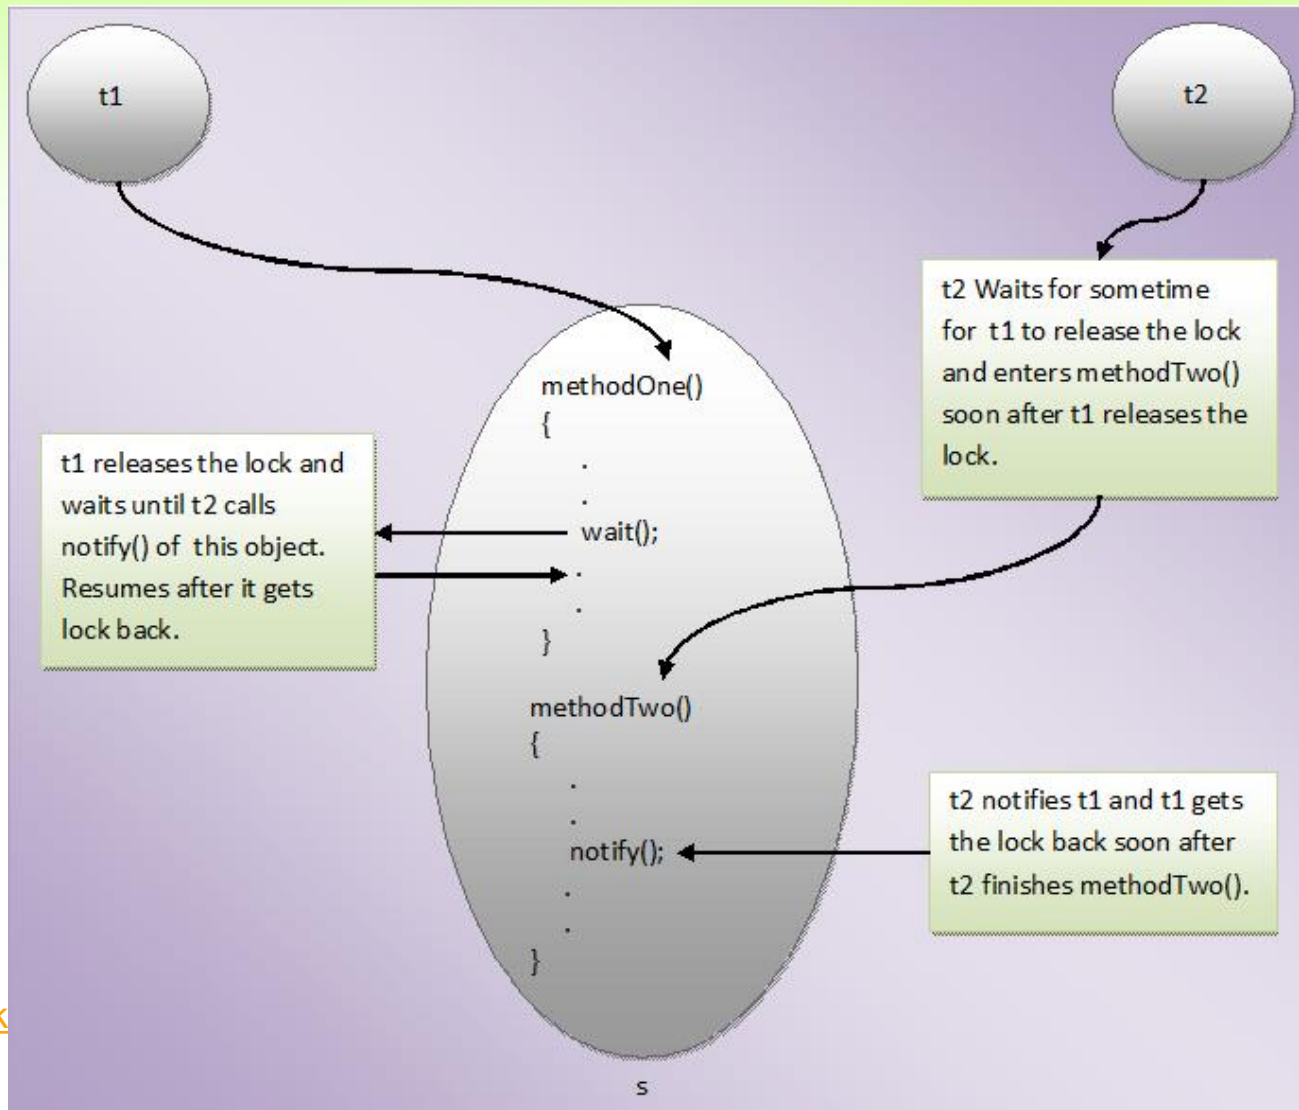 t1
t2
t2 Waits for sometime
for t1 to release the lock
and enters methodTwo()
soon after t1 releases the
lock.
methodOne()
{
.
.
wait();
.
.
}
t1 releases the lock and
waits until t2 calls
notify() of this object.
Resumes after it gets
lock back.
methodTwo()
{
.
.
notify();
.
.
}
t2 notifies t1 and t1 gets
the lock back soon after
t2 finishes methodTwo().
k
s